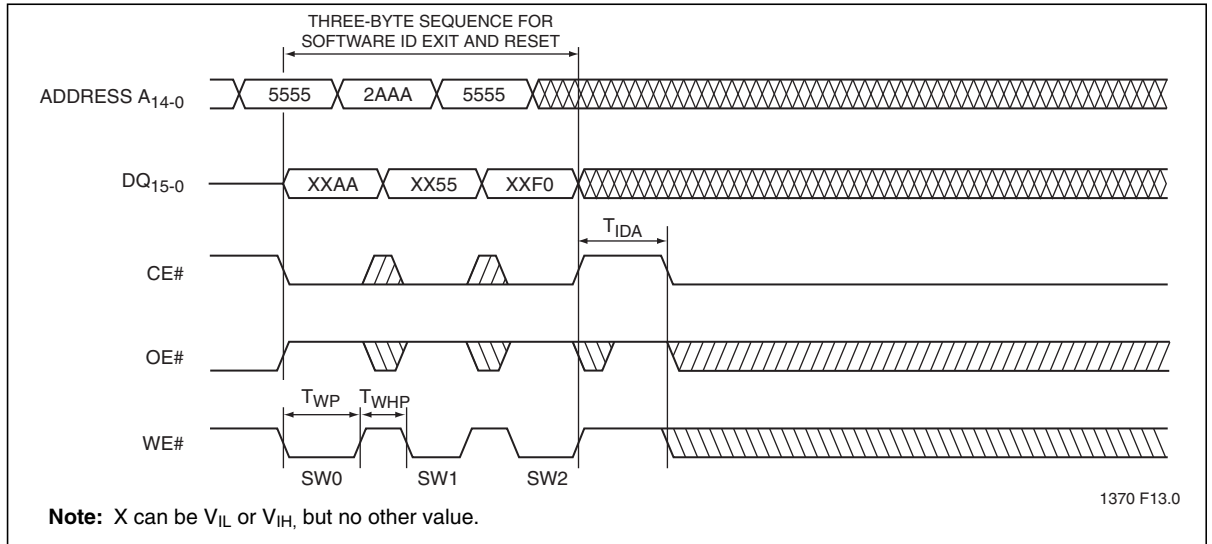 THREE-BYTE SEQUENCE FOR
SOFTWARE ID EXIT AND RESET
ADDRESS A14-0
5555 2AAA 5555
DQ15-0
XXAA XX55 XXF0
TIDA
CE#
OE#
TWP TWHP
WE#
SW0 SW1 SW2
1370 F13.0
Note: X can be VIL or VIH, but no other value.